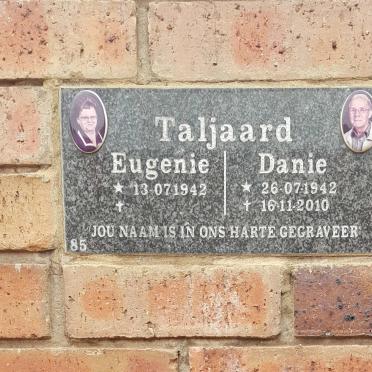 Taljaard
Eugenie Danie
★ 13-07-1942 ★ 26-07-1942
✝ ✝ 16-11-2010
JOU NAAM IS IN ONS HARTE GEGRAVEER
85